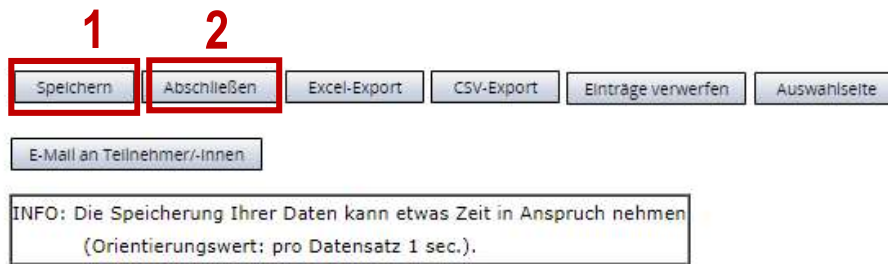 1 2
Speichern Abschließen Excel-Export CSV-Export Einträge verwerfen Auswahlseite
E-Mail an Teilnehmer/-innen
INFO: Die Speicherung Ihrer Daten kann etwas Zeit in Anspruch nehmen
(Orientierungswert: pro Datensatz 1 sec.).